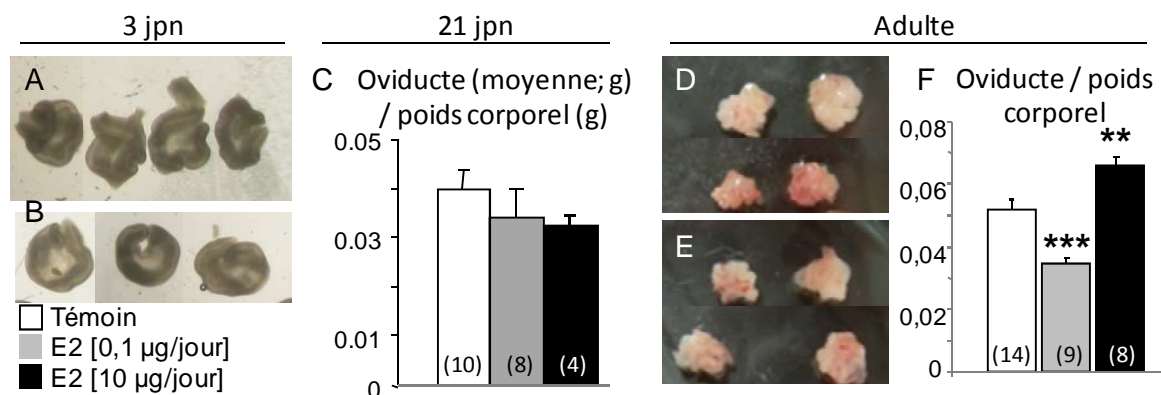 3 jpn
21 jpn
Adulte
A
B
Témoin
E2 [0,1 µg/jour]
E2 [10 µg/jour]
C
Oviducte (moyenne; g)
/ poids corporel (g)
0.05
0.03
0.01
0
(10)
(8)
(4)
D
E
F
Oviducte / poids
corporel
0,08
0,06
0,04
0,02
0
**
***
(14)
(9)
(8)